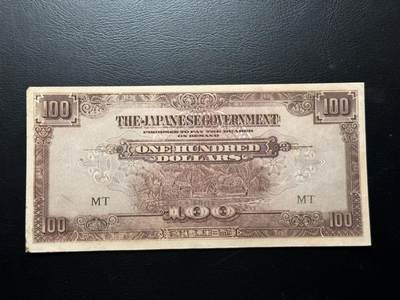 100 100
THE JAPANESE GOVERNMENT
PROMISES TO PAY THE BEARER
ON DEMAND
ONE HUNDRED
DOLLARS
MT MT
100 100 100